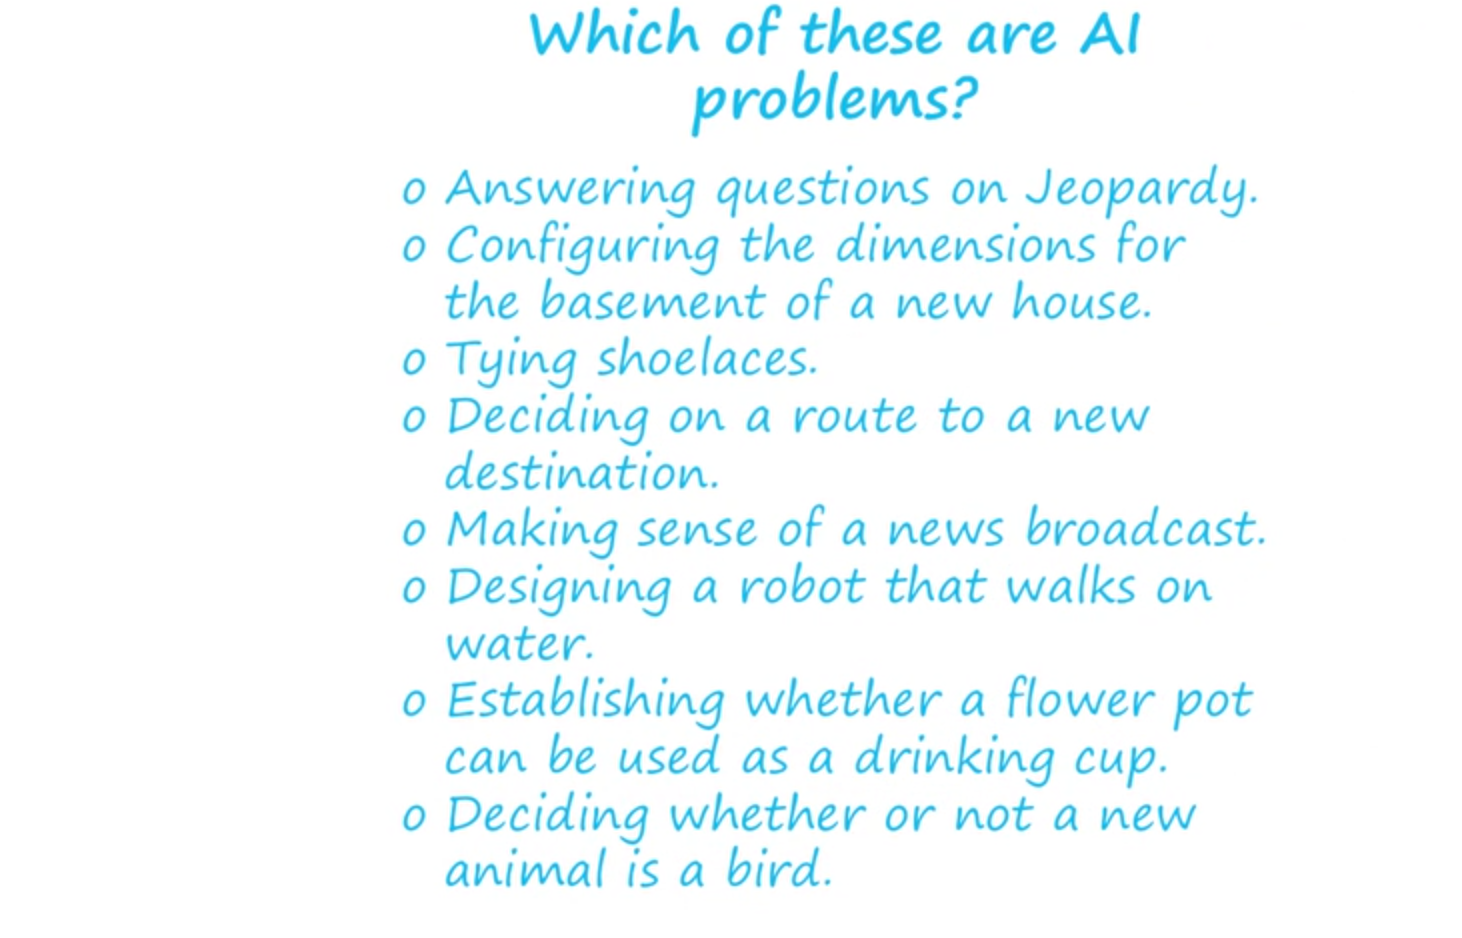 Which of these are AI
problems?
o Answering questions on Jeopardy.
o Configuring the dimensions for
the basement of a new house.
o Tying shoelaces.
o Deciding on a route to a new
destination.
o Making sense of a news broadcast.
o Designing a robot that walks on
water.
o Establishing whether a flower pot
can be used as a drinking cup.
o Deciding whether or not a new
animal is a bird.